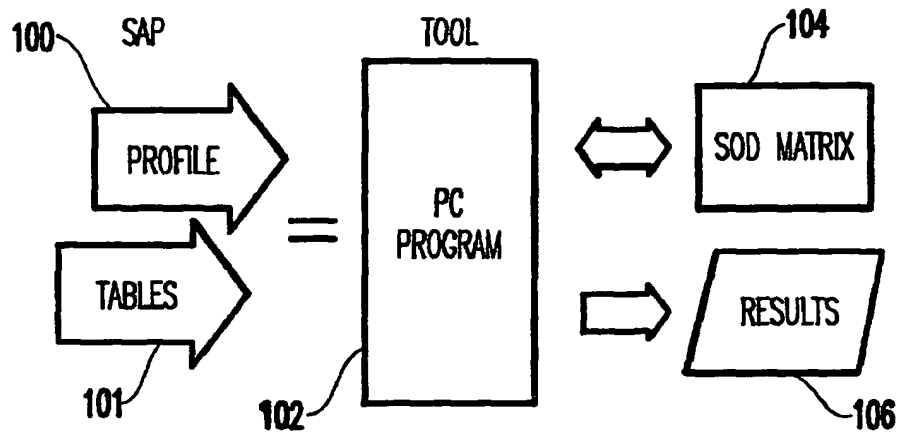 100 SAP TOOL 104
PROFILE
SOD MATRIX
PC
PROGRAM
TABLES
RESULTS
101 102 106